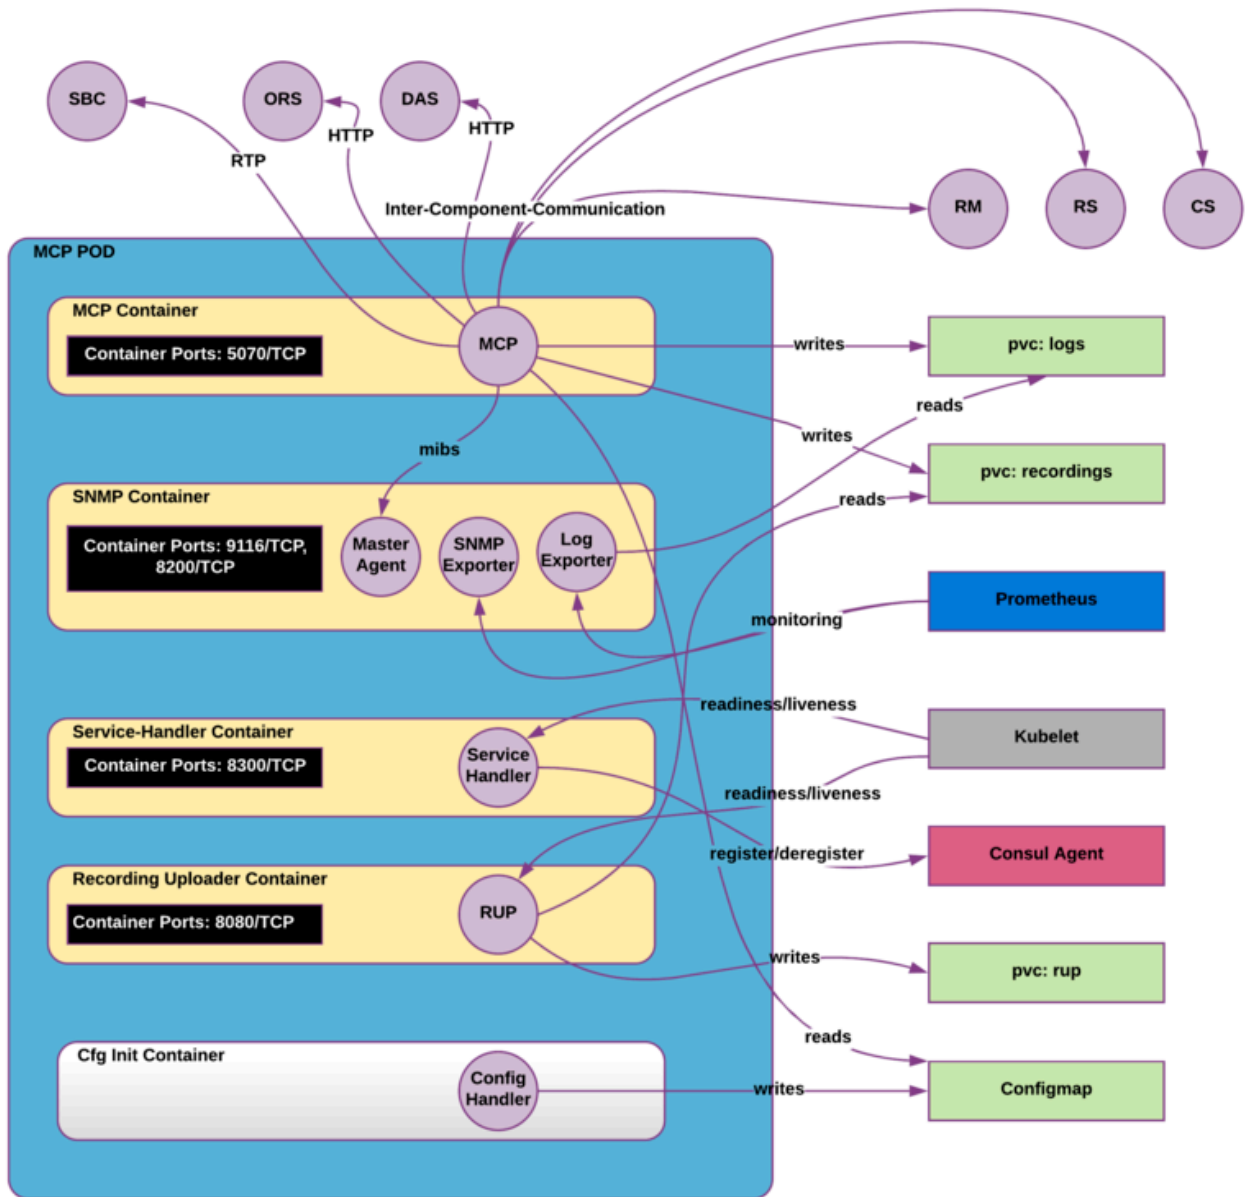 SBC
ORS
DAS
HTTP
HTTP
RTP
Inter-Component-Communication
RM
RS
CS
MCP POD
MCP Container
Container Ports: 5070/TCP
MCP
writes
pvc: logs
reads
mibs
writes
pvc: recordings
reads
SNMP Container
Container Ports: 9116/TCP,
8200/TCP
Master
Agent
SNMP
Exporter
Log
Exporter
Prometheus
monitoring
readiness/liveness
Kubelet
Service-Handler Container
Container Ports: 8300/TCP
Service
Handler
readiness/liveness
register/deregister
Consul Agent
Recording Uploader Container
Container Ports: 8080/TCP
RUP
writes
pvc: rup
reads
Cfg Init Container
Config
Handler
writes
Configmap